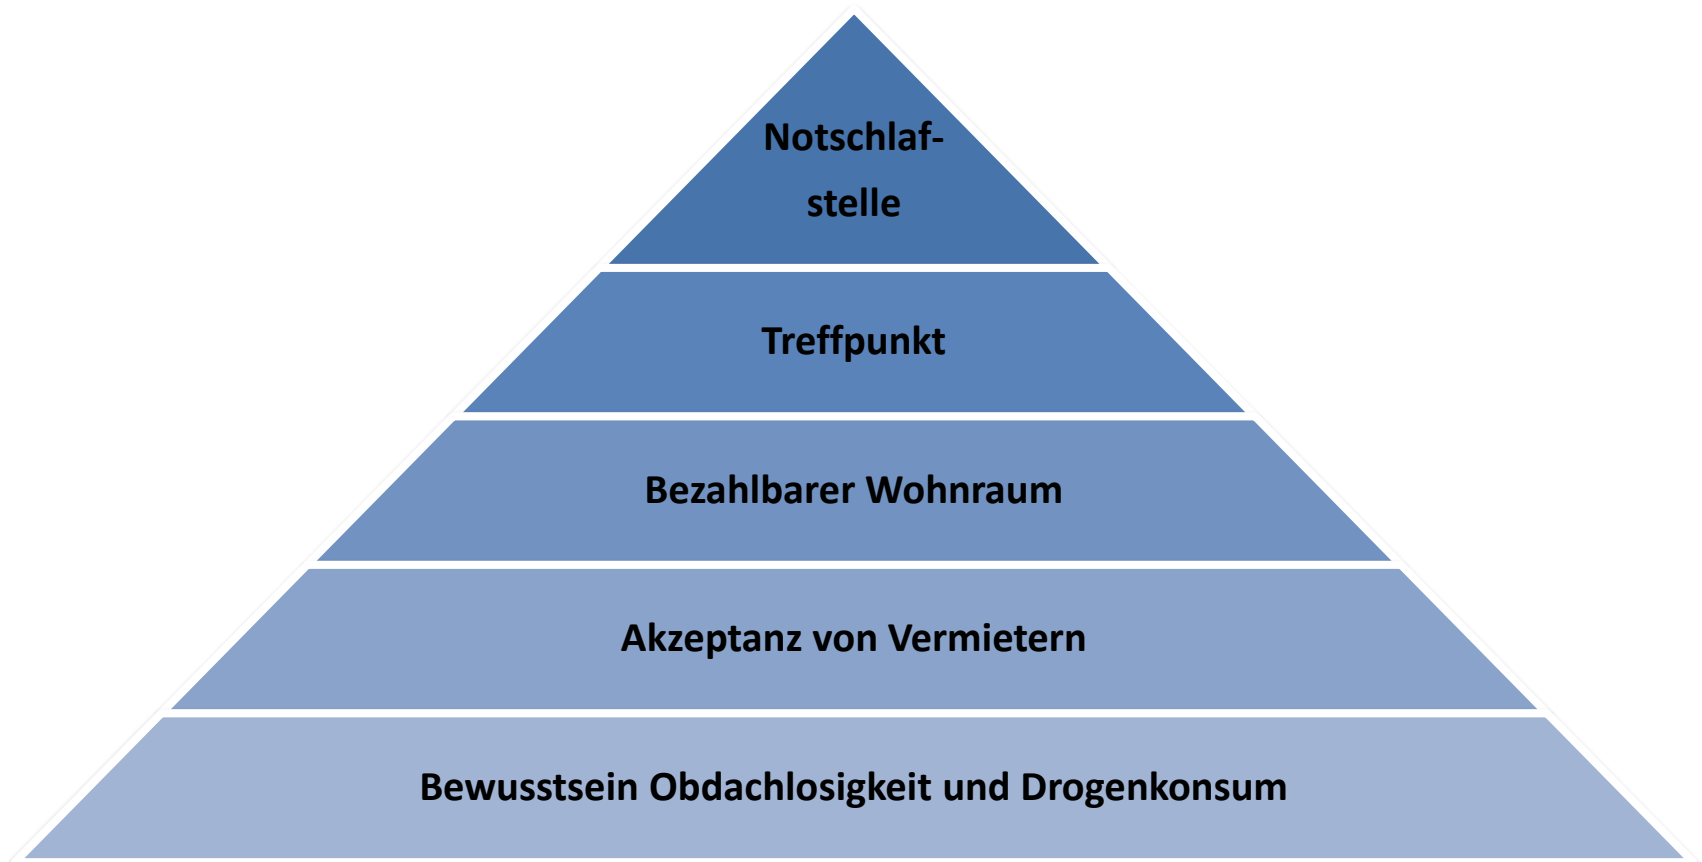 Notschlaf-
stelle
Treffpunkt
Bezahlbarer Wohnraum
Akzeptanz von Vermietern
Bewusstsein Obdachlosigkeit und Drogenkonsum